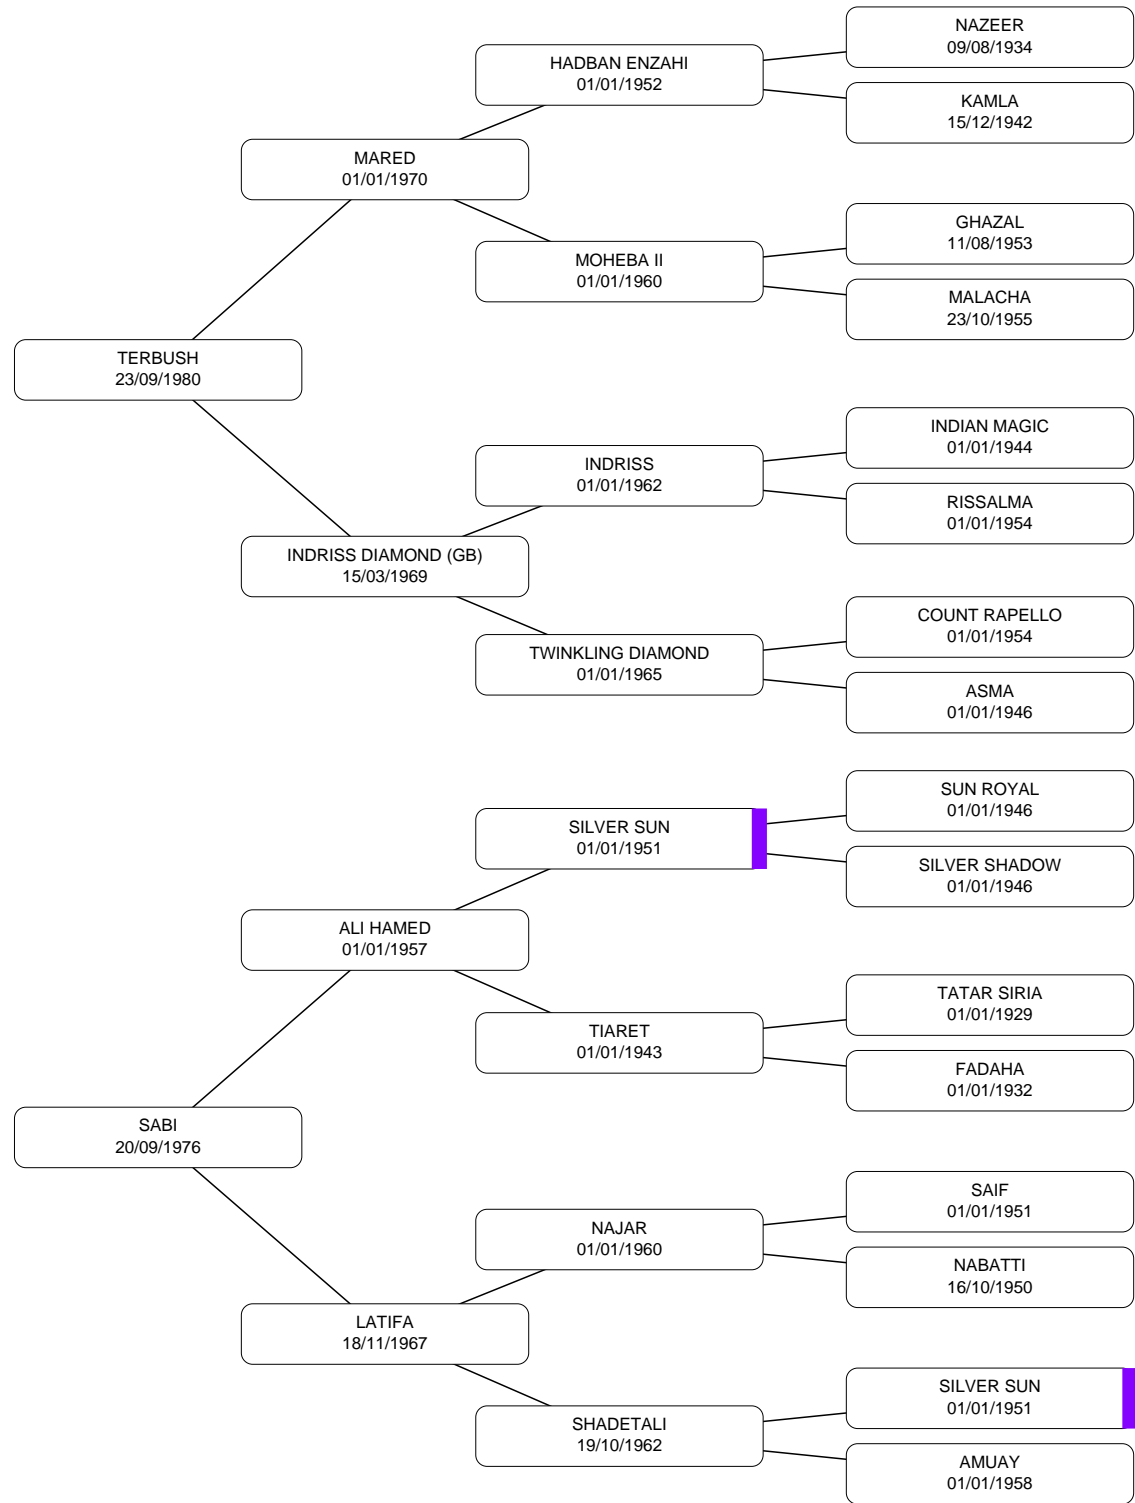 NAZEER
09/08/1934
HADBAN ENZAHI
01/01/1952
KAMLA
15/12/1942
MARED
01/01/1970
GHAZAL
11/08/1953
MOHEBA II
01/01/1960
MALACHA
23/10/1955
TERBUSH
23/09/1980
INDIAN MAGIC
01/01/1944
INDRISS
01/01/1962
RISSALMA
01/01/1954
INDRISS DIAMOND (GB)
15/03/1969
COUNT RAPELLO
01/01/1954
TWINKLING DIAMOND
01/01/1965
ASMA
01/01/1946
SUN ROYAL
01/01/1946
SILVER SUN
01/01/1951
SILVER SHADOW
01/01/1946
ALI HAMED
01/01/1957
TATAR SIRIA
01/01/1929
TIARET
01/01/1943
FADAHA
01/01/1932
SABI
20/09/1976
SAIF
01/01/1951
NAJAR
01/01/1960
NABATTI
16/10/1950
LATIFA
18/11/1967
SILVER SUN
01/01/1951
SHADETALI
19/10/1962
AMUAY
01/01/1958